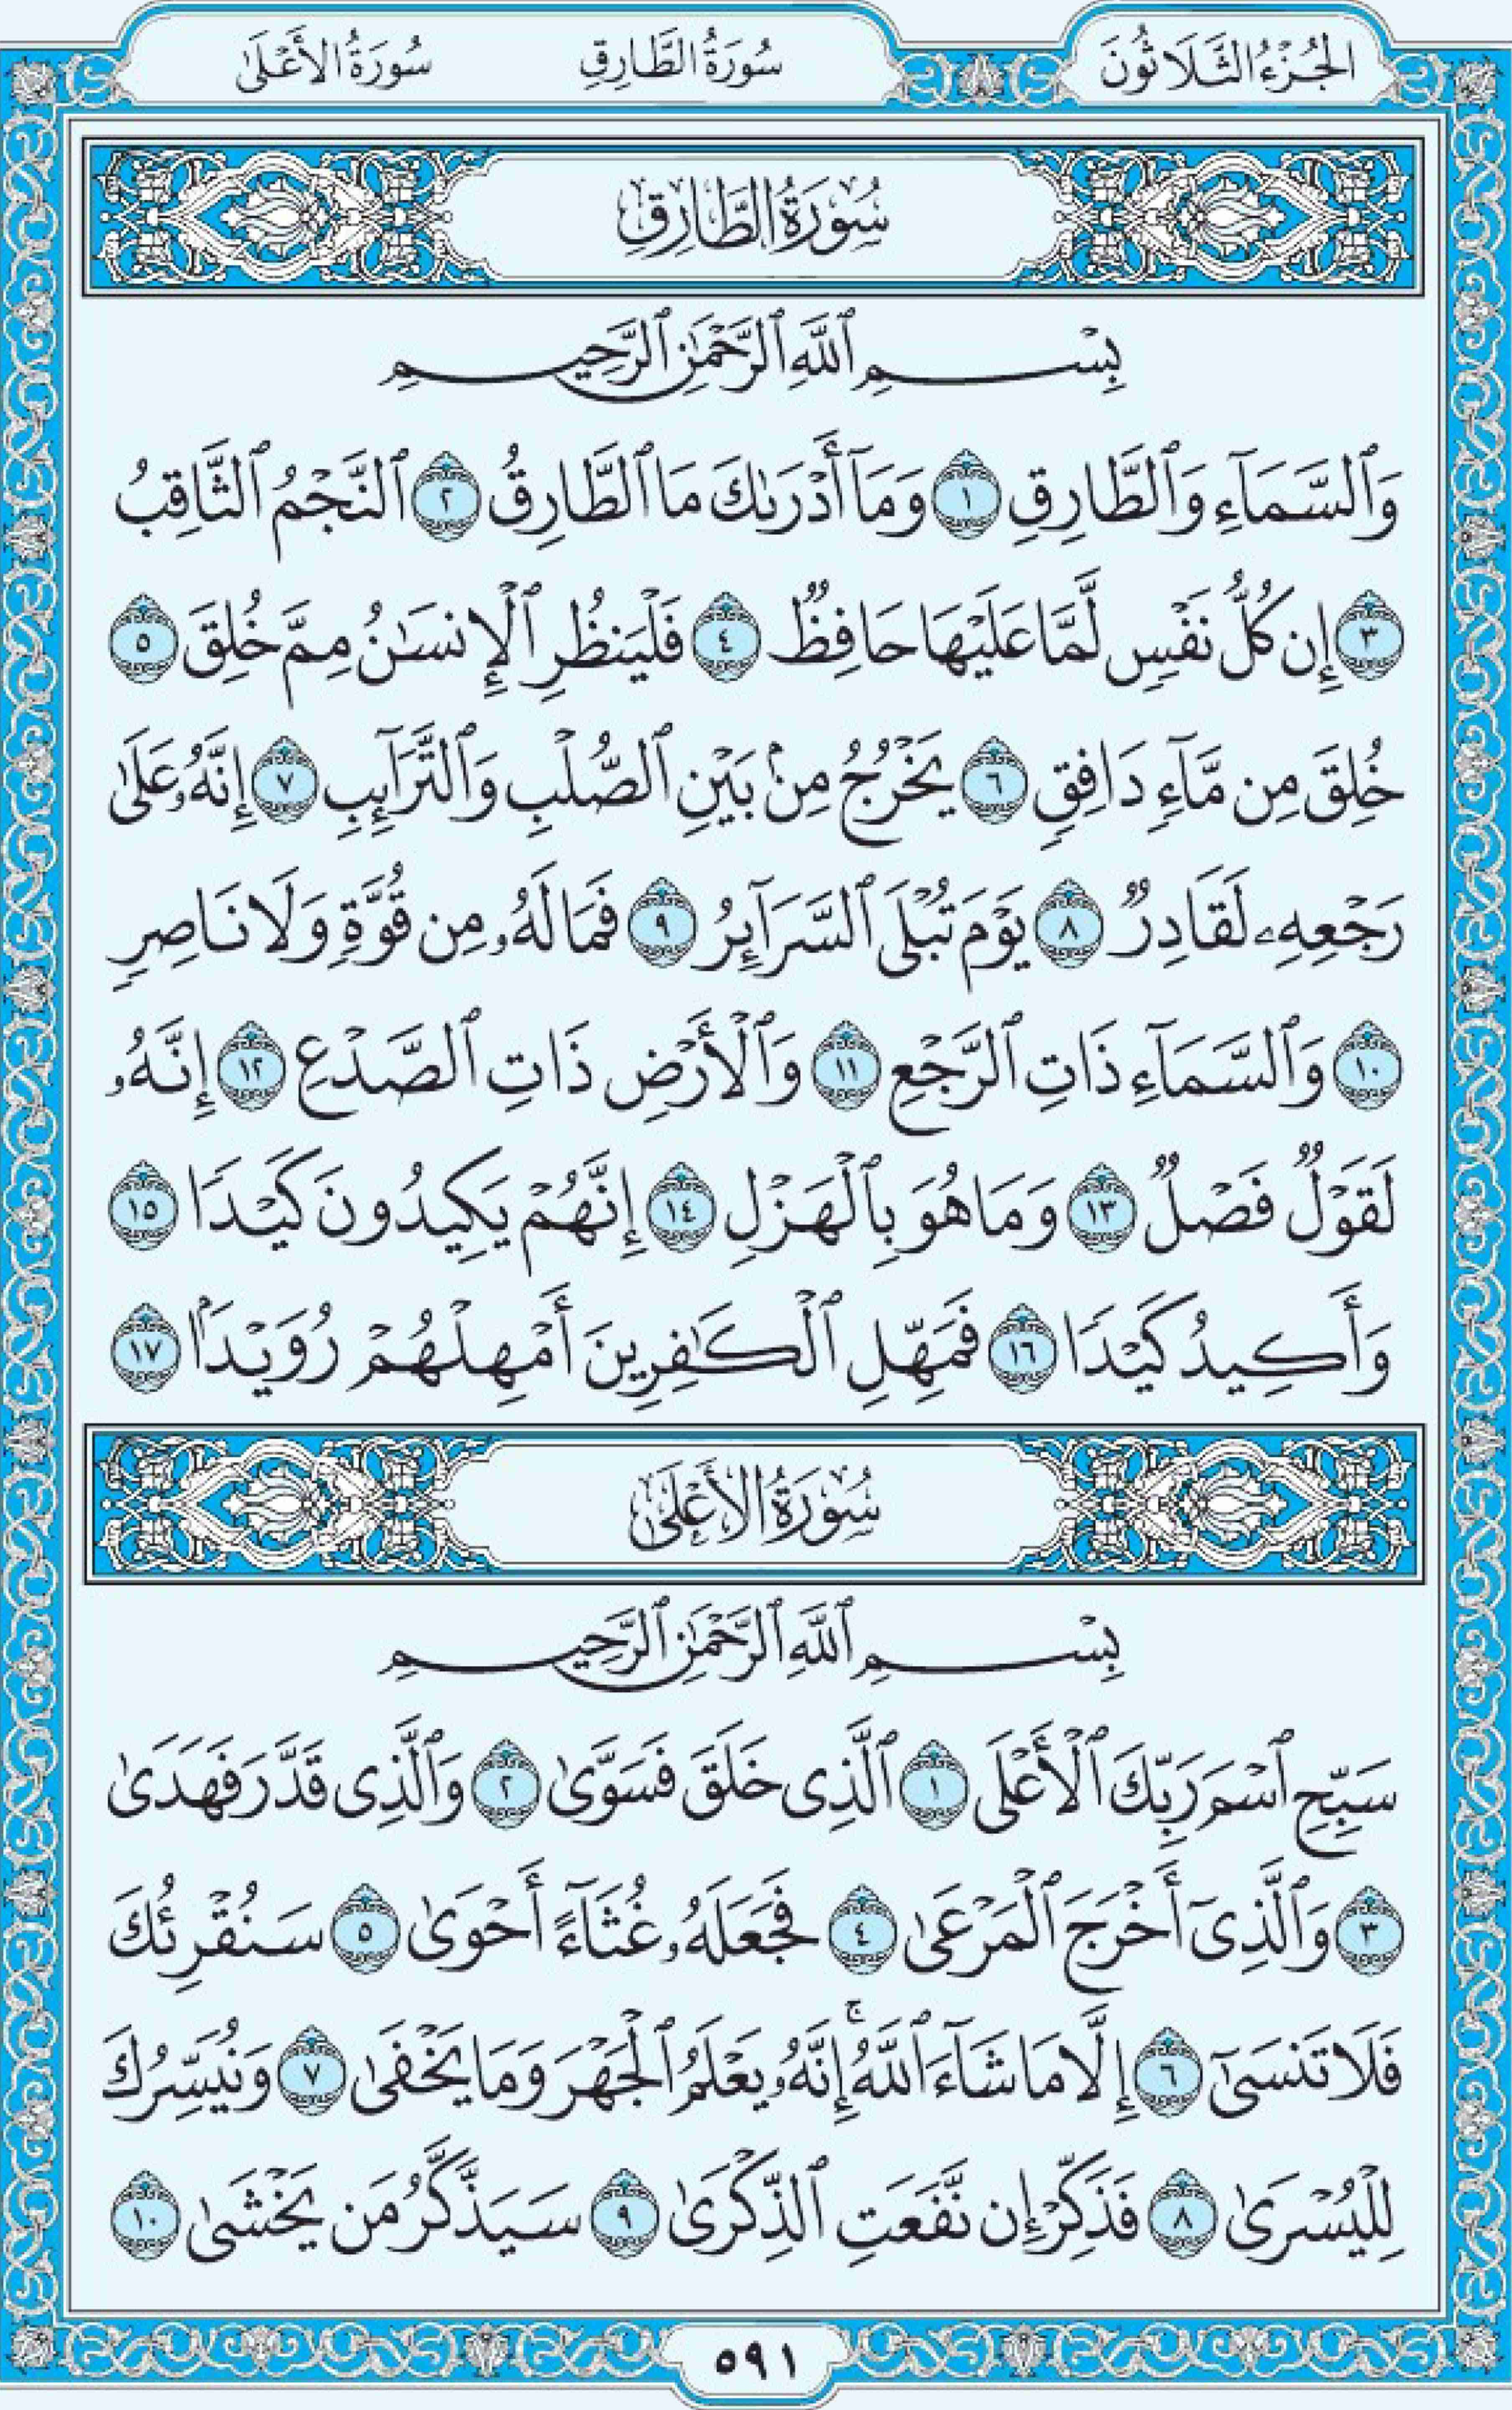 الجُزْءُ الثَّلَاثُونَ سُورَةُ الطَّارِقِ سُورَةُ الأَعْلَىٰ
سُورَةُ الطَّارِقِ
بِسْمِ ٱللَّهِ ٱلرَّحْمَٰنِ ٱلرَّحِيمِ
وَٱلسَّمَآءِ وَٱلطَّارِقِ ١ وَمَآ أَدْرَىٰكَ مَا ٱلطَّارِقُ ٢ ٱلنَّجْمُ ٱلثَّاقِبُ
٣ إِن كُلُّ نَفْسٍ لَّمَّا عَلَيْهَا حَافِظٌ ٤ فَلْيَنظُرِ ٱلْإِنسَٰنُ مِمَّ خُلِقَ ٥
خُلِقَ مِن مَّآءٍ دَافِقٍ ٦ يَخْرُجُ مِنۢ بَيْنِ ٱلصُّلْبِ وَٱلتَّرَآئِبِ ٧ إِنَّهُۥ عَلَىٰ
رَجْعِهِۦ لَقَادِرٌ ٨ يَوْمَ تُبْلَى ٱلسَّرَآئِرُ ٩ فَمَا لَهُۥ مِن قُوَّةٍ وَلَا نَاصِرٍ
١٠ وَٱلسَّمَآءِ ذَاتِ ٱلرَّجْعِ ١١ وَٱلْأَرْضِ ذَاتِ ٱلصَّدْعِ ١٢ إِنَّهُۥ
لَقَوْلٌ فَصْلٌ ١٣ وَمَا هُوَ بِٱلْهَزْلِ ١٤ إِنَّهُمْ يَكِيدُونَ كَيْدًا ١٥
وَأَكِيدُ كَيْدًا ١٦ فَمَهِّلِ ٱلْكَٰفِرِينَ أَمْهِلْهُمْ رُوَيْدًۢا ١٧
سُورَةُ الأَعْلَىٰ
بِسْمِ ٱللَّهِ ٱلرَّحْمَٰنِ ٱلرَّحِيمِ
سَبِّحِ ٱسْمَ رَبِّكَ ٱلْأَعْلَى ١ ٱلَّذِى خَلَقَ فَسَوَّىٰ ٢ وَٱلَّذِى قَدَّرَ فَهَدَىٰ
٣ وَٱلَّذِىٓ أَخْرَجَ ٱلْمَرْعَىٰ ٤ فَجَعَلَهُۥ غُثَآءً أَحْوَىٰ ٥ سَنُقْرِئُكَ
فَلَا تَنسَىٰٓ ٦ إِلَّا مَا شَآءَ ٱللَّهُ ۚ إِنَّهُۥ يَعْلَمُ ٱلْجَهْرَ وَمَا يَخْفَىٰ ٧ وَنُيَسِّرُكَ
لِلْيُسْرَىٰ ٨ فَذَكِّرْ إِن نَّفَعَتِ ٱلذِّكْرَىٰ ٩ سَيَذَّكَّرُ مَن يَخْشَىٰ ١٠
٥٩١